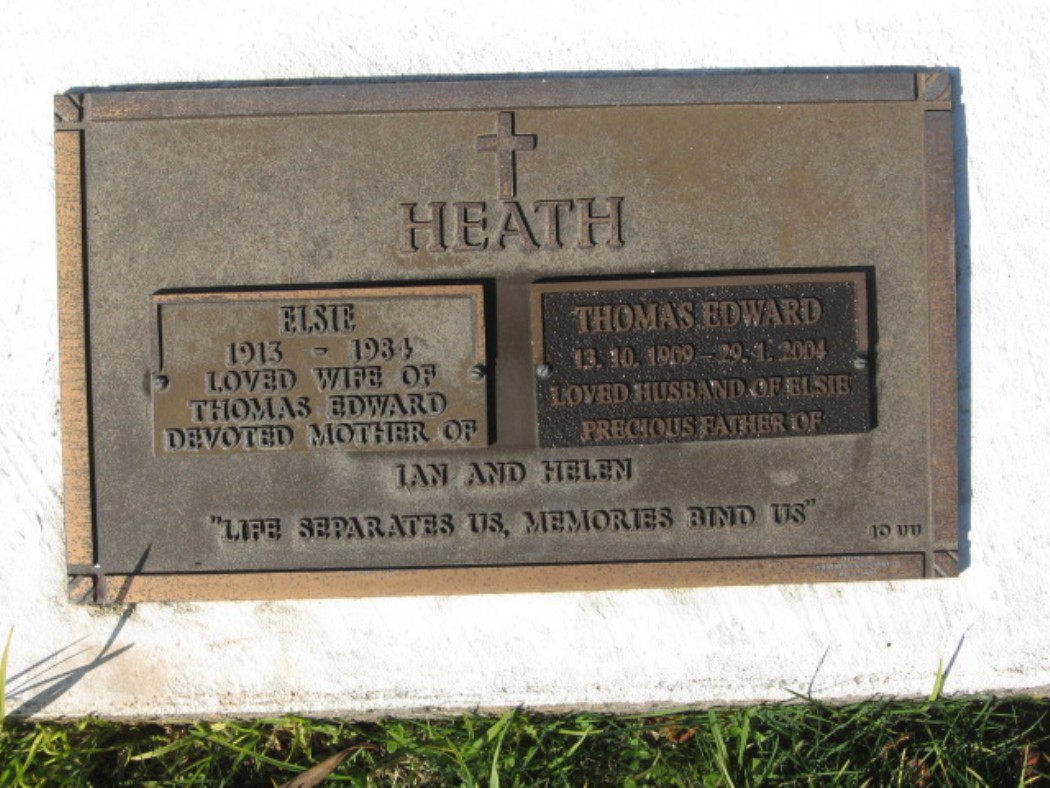 HEATH
ELSIE
1913 - 1984
LOVED WIFE OF
THOMAS EDWARD
DEVOTED MOTHER OF
THOMAS EDWARD
13. 10. 1909 – 29. 1. 2004
LOVED HUSBAND OF ELSIE
PRECIOUS FATHER OF
IAN AND HELEN
"LIFE SEPARATES US, MEMORIES BIND US"